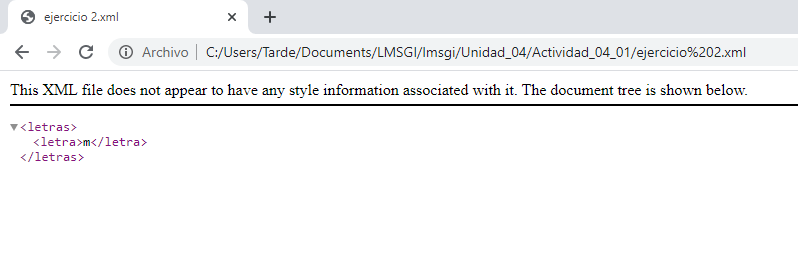 ejercicio 2.xml
Archivo C:/Users/Tarde/Documents/LMSGI/lmsgi/Unidad_04/Actividad_04_01/ejercicio%202.xml
This XML file does not appear to have any style information associated with it. The document tree is shown below.
<letras>
<letra>m</letra>
</letras>